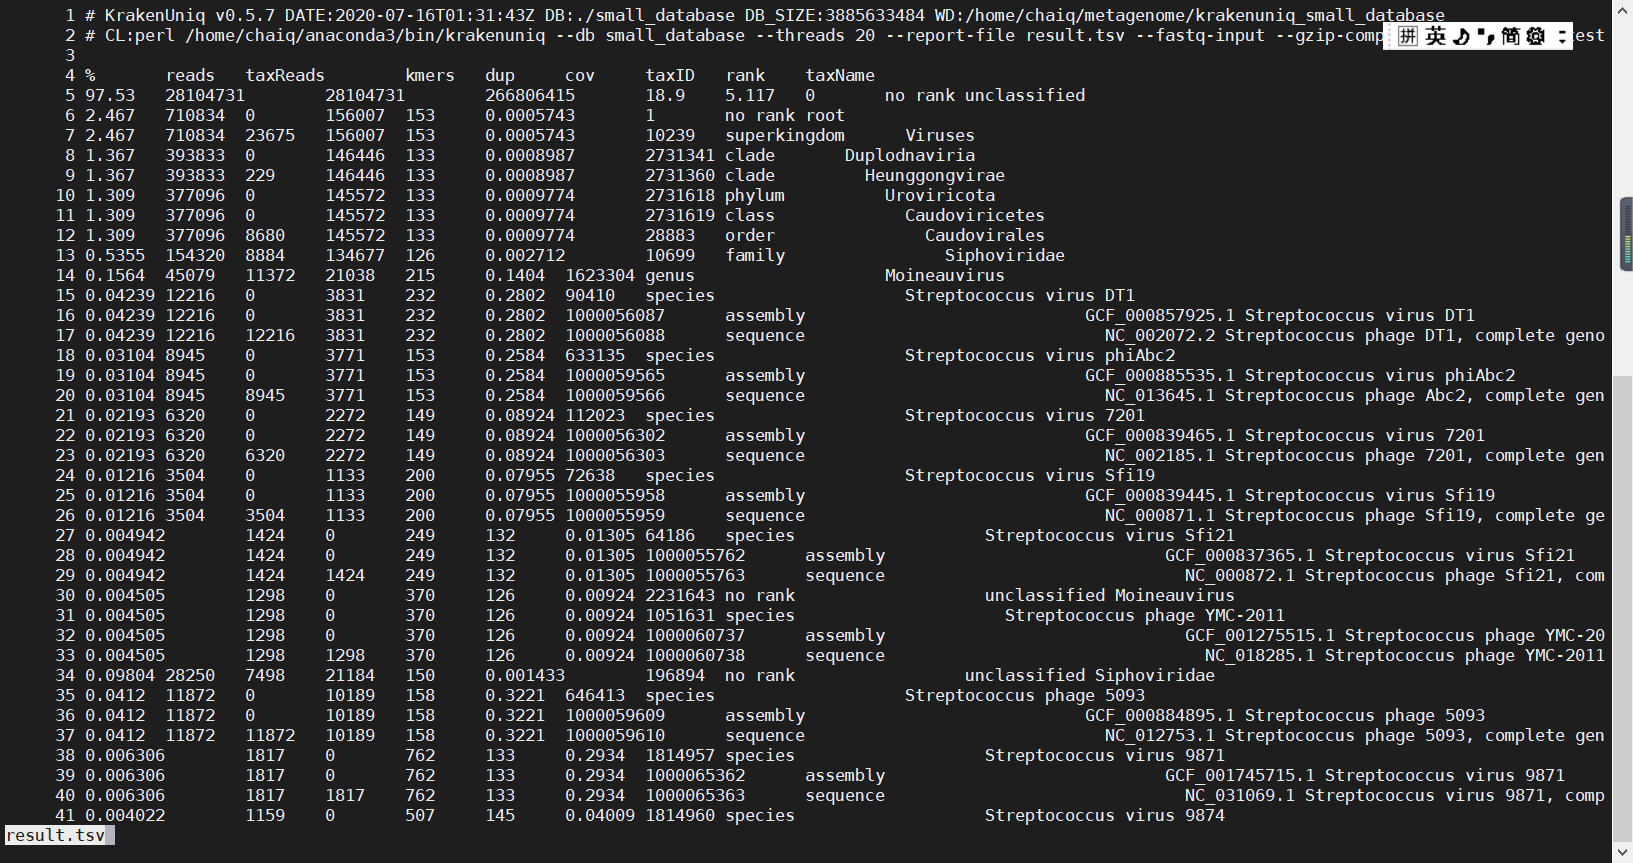 1 # KrakenUniq v0.5.7 DATE:2020-07-16T01:31:43Z DB:./small_database DB_SIZE:3885633484 WD:/home/chaiq/metagenome/krakenuniq_small_database
2 # CL:perl /home/chaiq/anaconda3/bin/krakenuniq --db small_database --threads 20 --report-file result.tsv --fastq-input --gzip-comp 拼 英 简 test
3
4 % reads taxReads kmers dup cov taxID rank taxName
5 97.53 28104731 28104731 266806415 18.9 5.117 0 no rank unclassified
6 2.467 710834 0 156007 153 0.0005743 1 no rank root
7 2.467 710834 23675 156007 153 0.0005743 10239 superkingdom Viruses
8 1.367 393833 0 146446 133 0.0008987 2731341 clade Duplodnaviria
9 1.367 393833 229 146446 133 0.0008987 2731360 clade Heunggongvirae
10 1.309 377096 0 145572 133 0.0009774 2731618 phylum Uroviricota
11 1.309 377096 0 145572 133 0.0009774 2731619 class Caudoviricetes
12 1.309 377096 8680 145572 133 0.0009774 28883 order Caudovirales
13 0.5355 154320 8884 134677 126 0.002712 10699 family Siphoviridae
14 0.1564 45079 11372 21038 215 0.1404 1623304 genus Moineauvirus
15 0.04239 12216 0 3831 232 0.2802 90410 species Streptococcus virus DT1
16 0.04239 12216 0 3831 232 0.2802 1000056087 assembly GCF_000857925.1 Streptococcus virus DT1
17 0.04239 12216 12216 3831 232 0.2802 1000056088 sequence NC_002072.2 Streptococcus phage DT1, complete geno
18 0.03104 8945 0 3771 153 0.2584 633135 species Streptococcus virus phiAbc2
19 0.03104 8945 0 3771 153 0.2584 1000059565 assembly GCF_000885535.1 Streptococcus virus phiAbc2
20 0.03104 8945 8945 3771 153 0.2584 1000059566 sequence NC_013645.1 Streptococcus phage Abc2, complete gen
21 0.02193 6320 0 2272 149 0.08924 112023 species Streptococcus virus 7201
22 0.02193 6320 0 2272 149 0.08924 1000056302 assembly GCF_000839465.1 Streptococcus virus 7201
23 0.02193 6320 6320 2272 149 0.08924 1000056303 sequence NC_002185.1 Streptococcus phage 7201, complete gen
24 0.01216 3504 0 1133 200 0.07955 72638 species Streptococcus virus Sfi19
25 0.01216 3504 0 1133 200 0.07955 1000055958 assembly GCF_000839445.1 Streptococcus virus Sfi19
26 0.01216 3504 3504 1133 200 0.07955 1000055959 sequence NC_000871.1 Streptococcus phage Sfi19, complete ge
27 0.004942 1424 0 249 132 0.01305 64186 species Streptococcus virus Sfi21
28 0.004942 1424 0 249 132 0.01305 1000055762 assembly GCF_000837365.1 Streptococcus virus Sfi21
29 0.004942 1424 1424 249 132 0.01305 1000055763 sequence NC_000872.1 Streptococcus phage Sfi21, com
30 0.004505 1298 0 370 126 0.00924 2231643 no rank unclassified Moineauvirus
31 0.004505 1298 0 370 126 0.00924 1051631 species Streptococcus phage YMC-2011
32 0.004505 1298 0 370 126 0.00924 1000060737 assembly GCF_001275515.1 Streptococcus phage YMC-20
33 0.004505 1298 1298 370 126 0.00924 1000060738 sequence NC_018285.1 Streptococcus phage YMC-2011
34 0.09804 28250 7498 21184 150 0.001433 196894 no rank unclassified Siphoviridae
35 0.0412 11872 0 10189 158 0.3221 646413 species Streptococcus phage 5093
36 0.0412 11872 0 10189 158 0.3221 1000059609 assembly GCF_000884895.1 Streptococcus phage 5093
37 0.0412 11872 11872 10189 158 0.3221 1000059610 sequence NC_012753.1 Streptococcus phage 5093, complete gen
38 0.006306 1817 0 762 133 0.2934 1814957 species Streptococcus virus 9871
39 0.006306 1817 0 762 133 0.2934 1000065362 assembly GCF_001745715.1 Streptococcus virus 9871
40 0.006306 1817 1817 762 133 0.2934 1000065363 sequence NC_031069.1 Streptococcus virus 9871, comp
41 0.004022 1159 0 507 145 0.04009 1814960 species Streptococcus virus 9874
result.tsv